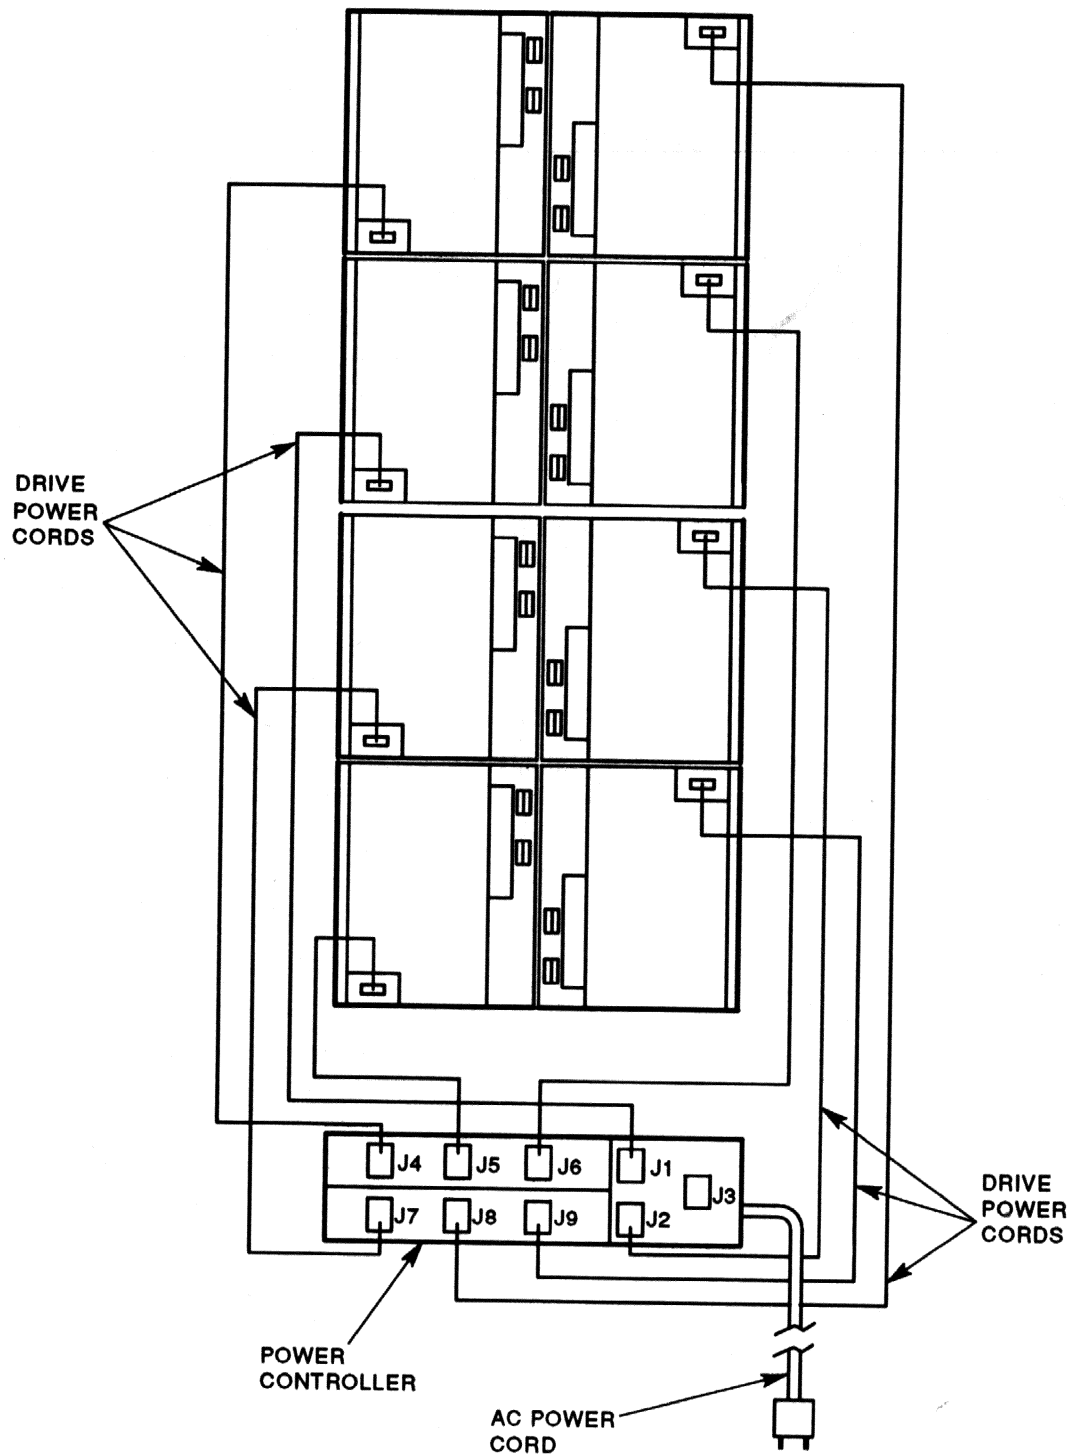 DRIVE
POWER
CORDS
J4
J5
J6
J1
J3
J7
J8
J9
J2
DRIVE
POWER
CORDS
POWER
CONTROLLER
AC POWER
CORD